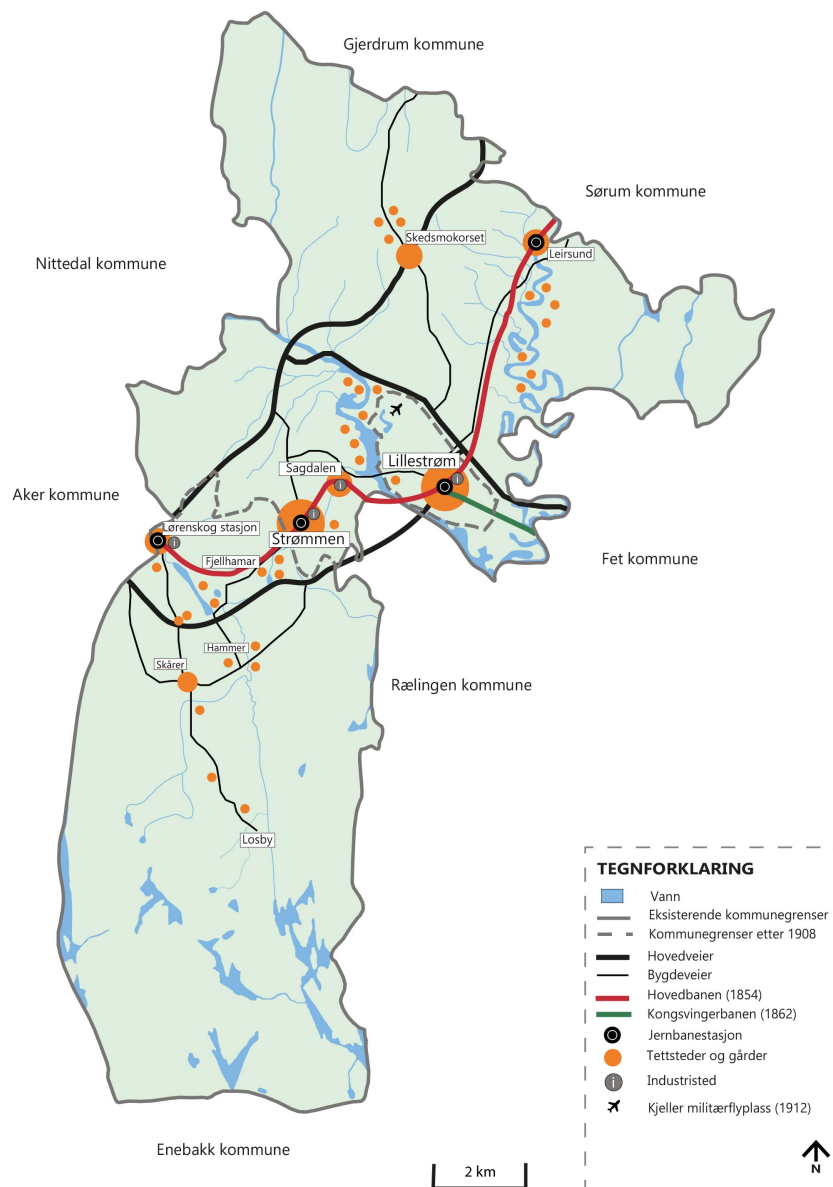 Gjerdrum kommune
Sørum kommune
Skedsmokorset
Leirsund
Nittedal kommune
Lillestrøm
Sagdalen
Aker kommune
Lørenskog stasjon
Strømmen
Fjellhamar
Fet kommune
Hammer
Skårer
Rælingen kommune
Losby
TEGNFORKLARING
Vann
Eksisterende kommunegrenser
Kommunegrenser etter 1908
Hovedveier
Bygdeveier
Hovedbanen (1854)
Kongsvingerbanen (1862)
Jernbanestasjon
Tettsteder og gårder
i Industristed
Kjeller militærflyplass (1912)
Enebakk kommune
2 km
N